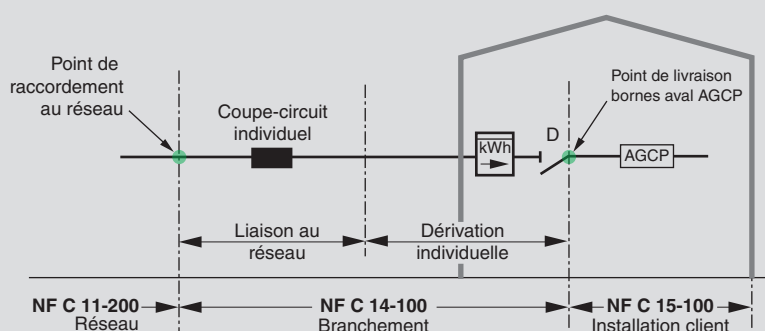 Point de
raccordement
au réseau
Coupe-circuit
individuel
Point de livraison
bornes aval AGCP
kWh
D
AGCP
Liaison au
réseau
Dérivation
individuelle
NF C 11-200
Réseau
NF C 14-100
Branchement
NF C 15-100
Installation client